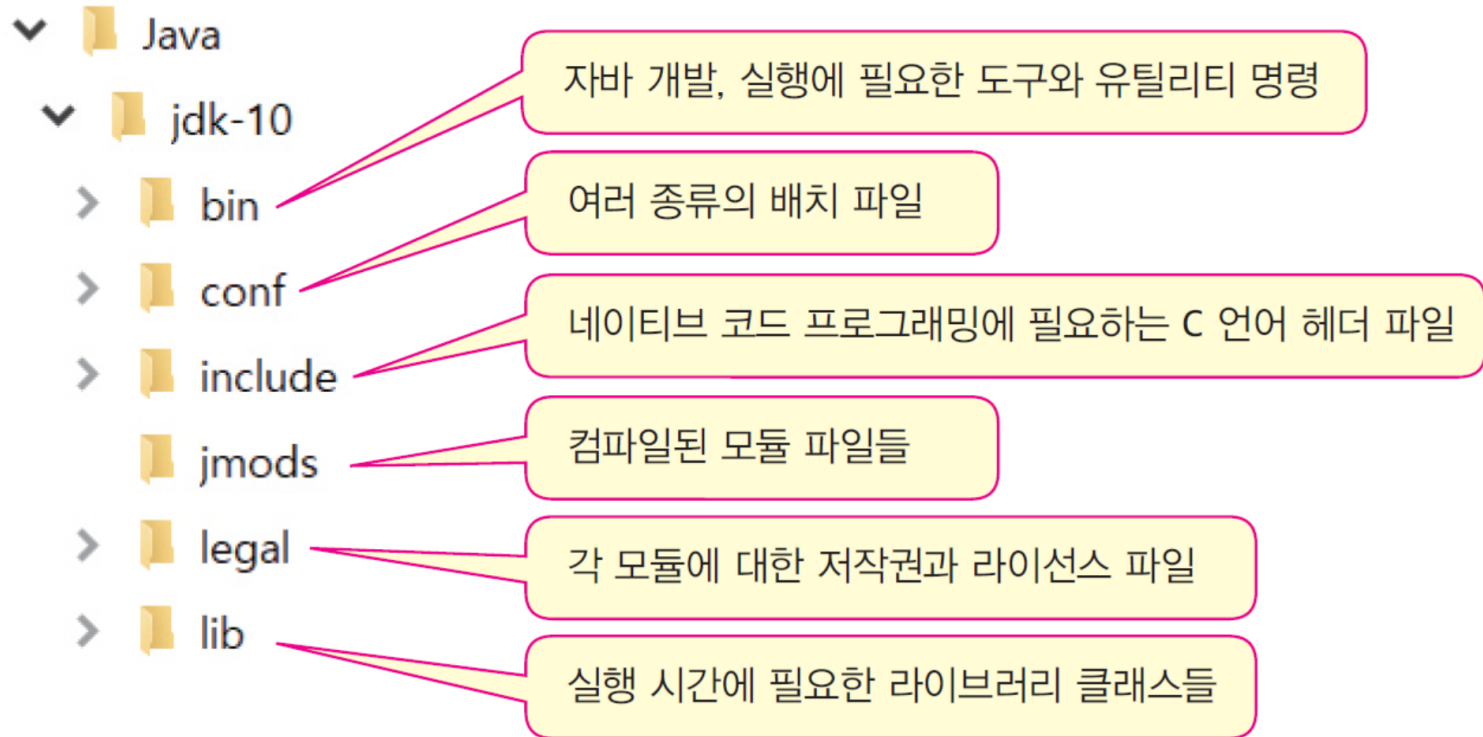 Java
자바 개발, 실행에 필요한 도구와 유틸리티 명령
jdk-10
bin
여러 종류의 배치 파일
conf
네이티브 코드 프로그래밍에 필요하는 C 언어 헤더 파일
include
컴파일된 모듈 파일들
jmods
legal
각 모듈에 대한 저작권과 라이선스 파일
lib
실행 시간에 필요한 라이브러리 클래스들